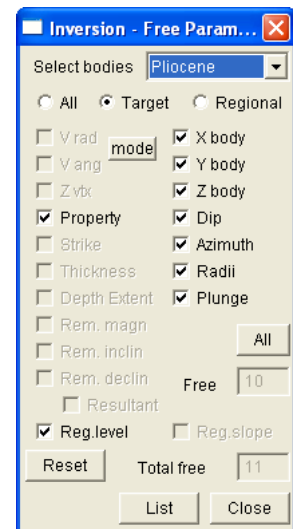 Inversion - Free Param...
Select bodies Pliocene
All Target Regional
V rad mode X body
V ang Y body
Z vtx Z body
Property Dip
Strike Azimuth
Thickness Radii
Depth Extent Plunge
Rem. magn
Rem. inclin All
Rem. declin Free 10
Resultant
Reg.level Reg.slope
Reset Total free 11
List Close